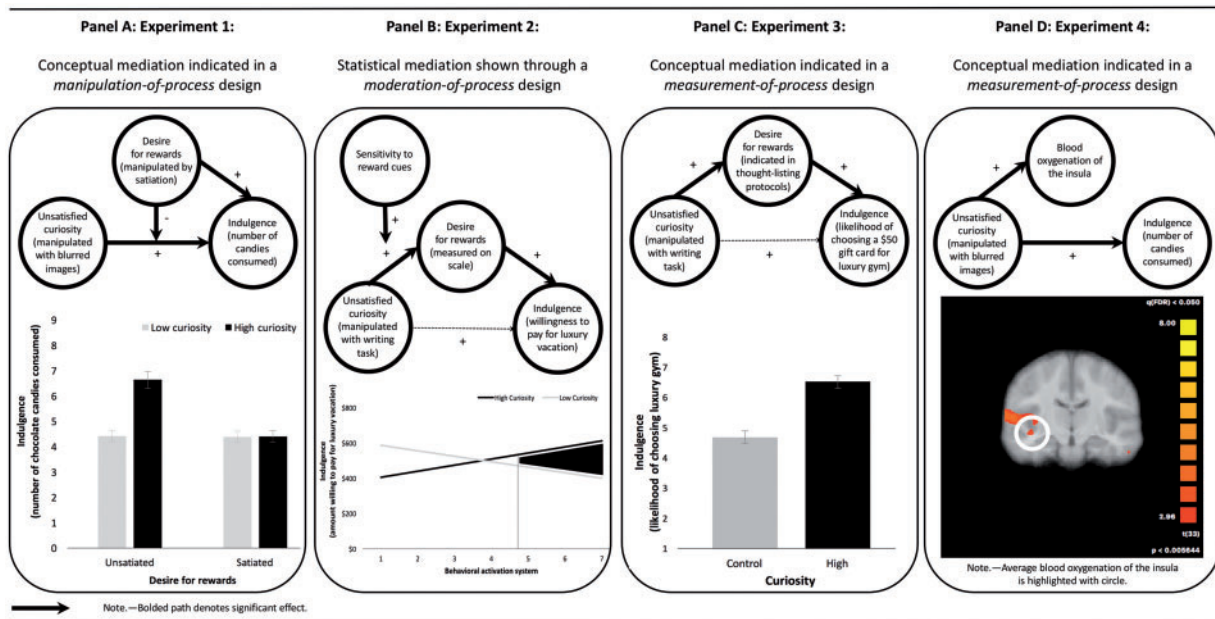 Panel A: Experiment 1:
Conceptual mediation indicated in a
manipulation-of-process design
Desire
for rewards
(manipulated by
satiation)
+
-
Unsatisfied
curiosity
(manipulated
with blurred
images)
+
Indulgence
(number of
candies
consumed)
Indulgence
(number of chocolate candies consumed)
9
8
7
6
5
4
3
2
1
0
Low curiosity
High curiosity
Unsatiated
Satiated
Desire for rewards
Note.—Bolded path denotes significant effect.
Panel B: Experiment 2:
Statistical mediation shown through a
moderation-of-process design
Sensitivity to
reward cues
+
Desire
for rewards
(measured on
scale)
+
+
Unsatisfied
curiosity
(manipulated
with writing
task)
+
Indulgence
(willingness to
pay for luxury
vacation)
Indulgence
(amount willing to pay for luxury vacation)
High Curiosity
Low Curiosity
$800
$600
$400
$200
$0
1
2
3
4
5
6
7
Behavioral activation system
Panel C: Experiment 3:
Conceptual mediation indicated in a
measurement-of-process design
Desire
for rewards
(indicated in
thought-listing
protocols)
+
+
Unsatisfied
curiosity
(manipulated
with writing
task)
+
Indulgence
(likelihood of
choosing a $50
gift card for
luxury gym)
Indulgence
(likelihood of choosing luxury gym)
8
7
6
5
4
3
2
1
Control
High
Curiosity
Panel D: Experiment 4:
Conceptual mediation indicated in a
measurement-of-process design
Blood
oxygenation of
the insula
+
Unsatisfied
curiosity
(manipulated
with blurred
images)
+
Indulgence
(number of
candies
consumed)
q(FDR) < 0.050
8.00
2.96
t(33)
p < 0.005644
Note.—Average blood oxygenation of the insula
is highlighted with circle.